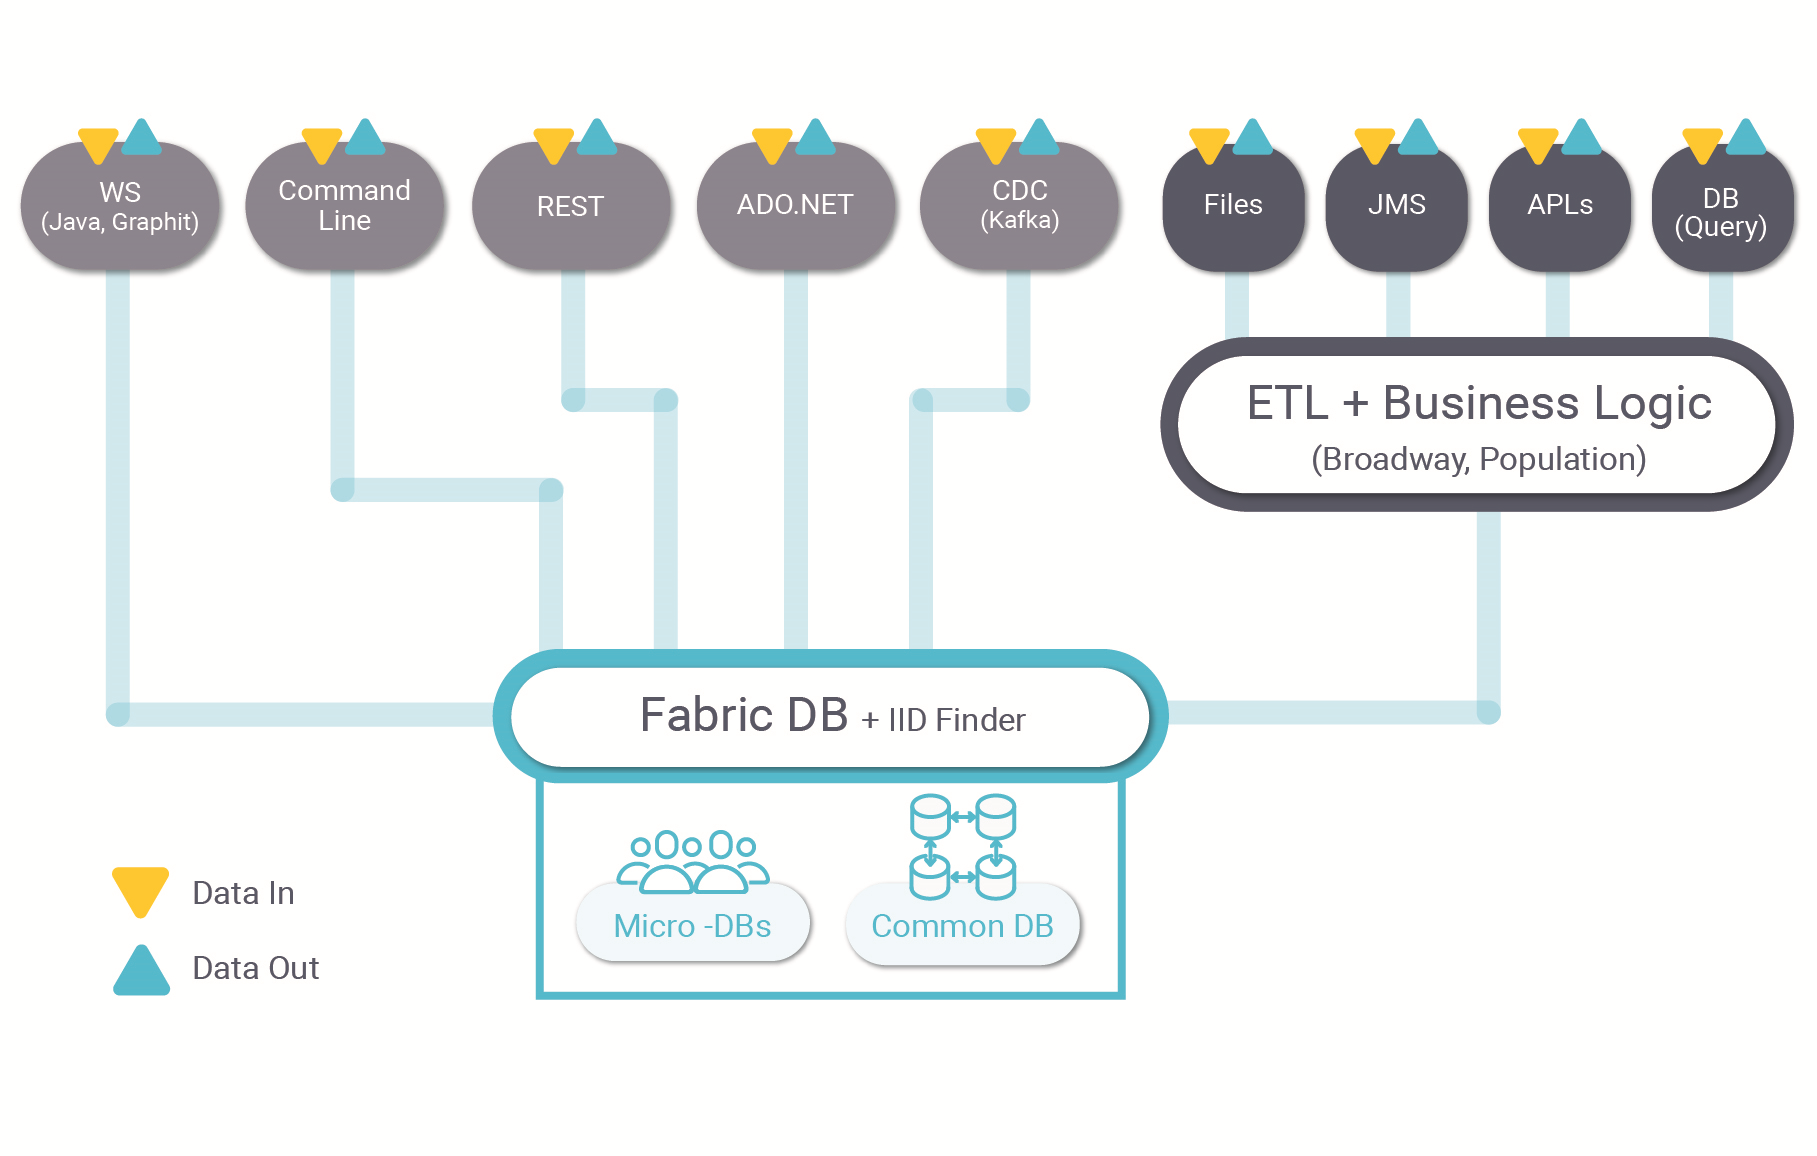 WS
(Java, Graphit)
Command
Line
REST
ADO.NET
CDC
(Kafka)
Files
JMS
APLs
DB
(Query)
ETL + Business Logic
(Broadway, Population)
Fabric DB + IID Finder
Micro -DBs
Common DB
Data In
Data Out